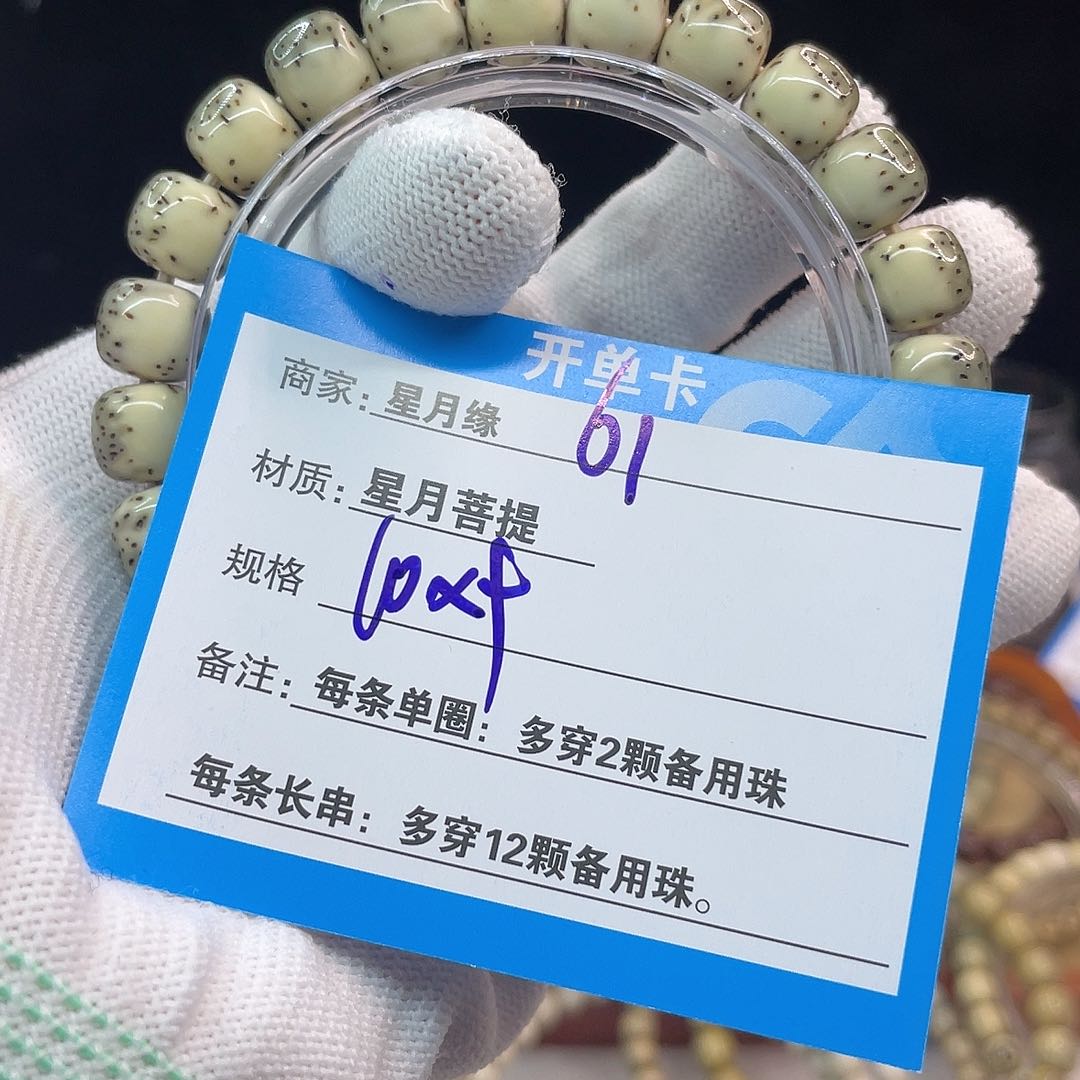 开单卡
商家：星月缘 61
材质：星月菩提
规格 10x9
备注：每条单圈：多穿2颗备用珠
每条长串：多穿12颗备用珠。